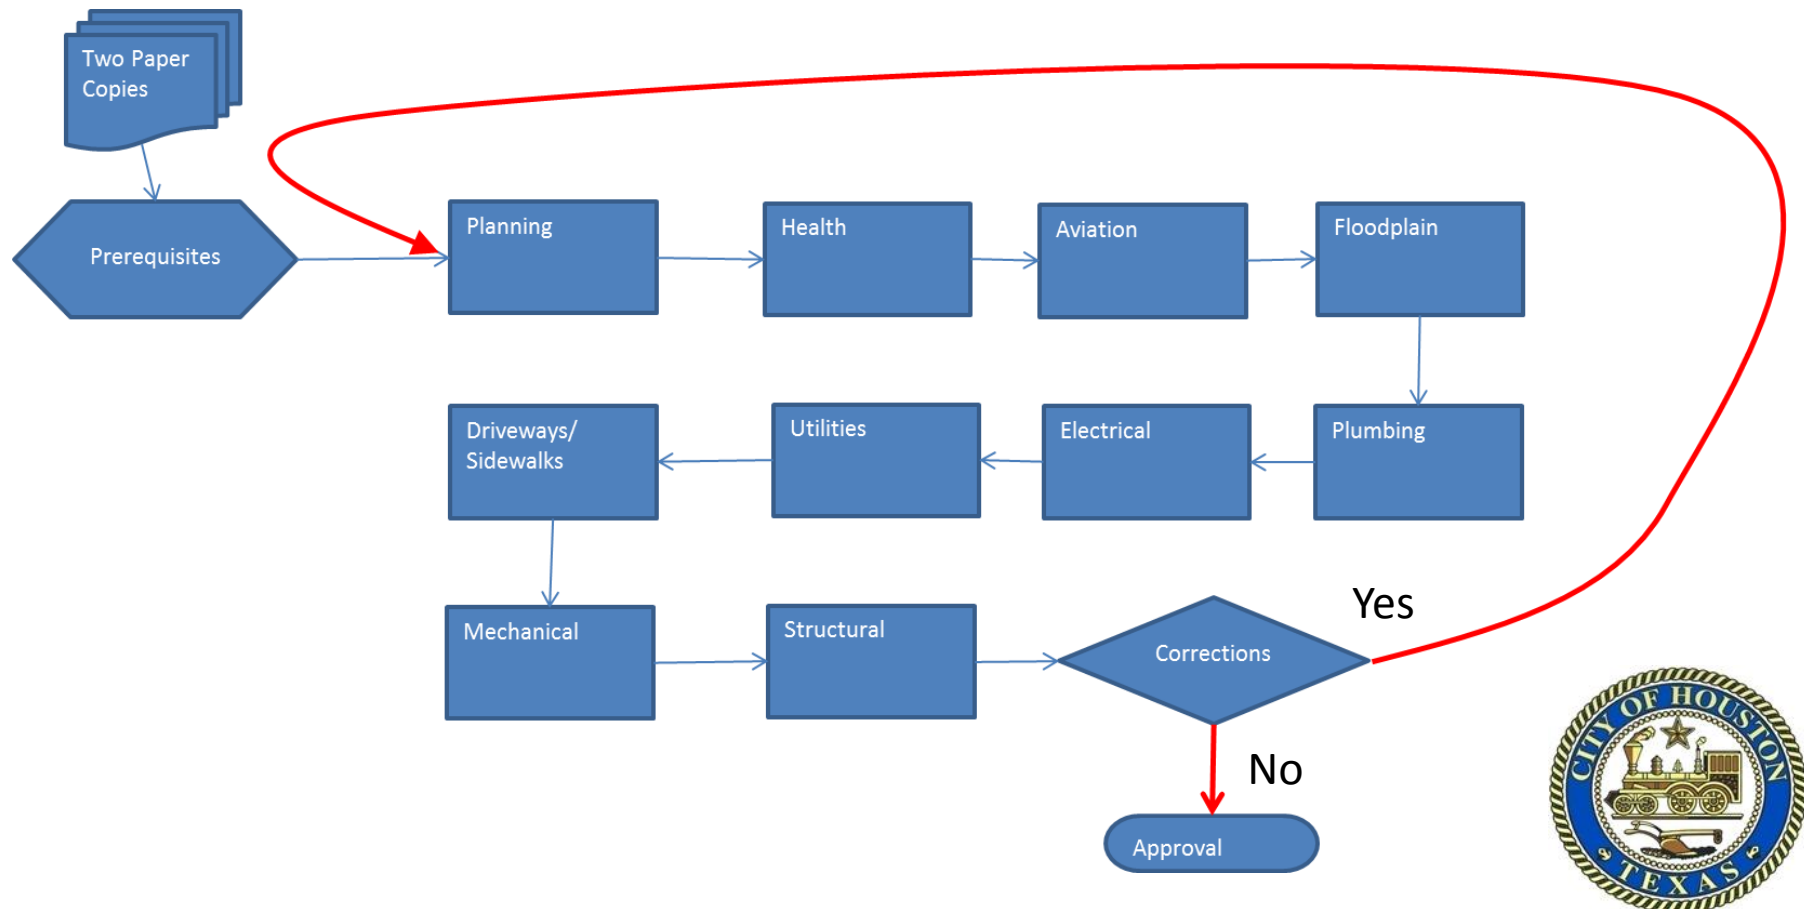 Two Paper
Copies
Prerequisites
Planning
Health
Aviation
Floodplain
Driveways/
Sidewalks
Utilities
Electrical
Plumbing
Mechanical
Structural
Corrections
Yes
No
Approval
CITY OF HOUSTON
TEXAS